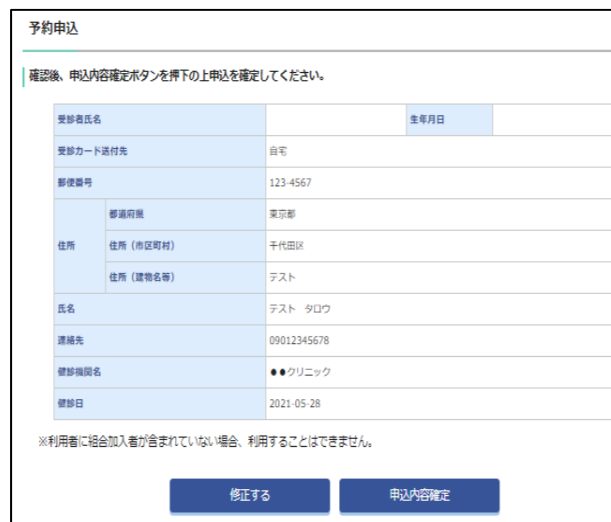 予約申込
確認後、申込内容確定ボタンを押下の上申込を確定してください。
受診者氏名 生年月日
受診カード送付先 自宅
郵便番号 123-4567
住所 都道府県 東京都
住所（市区町村） 千代田区
住所（建物名等） テスト
氏名 テスト タロウ
連絡先 09012345678
健診機関名 ●●クリニック
健診日 2021-05-28
※利用者に組合加入者が含まれていない場合、利用することはできません。
修正する 申込内容確定